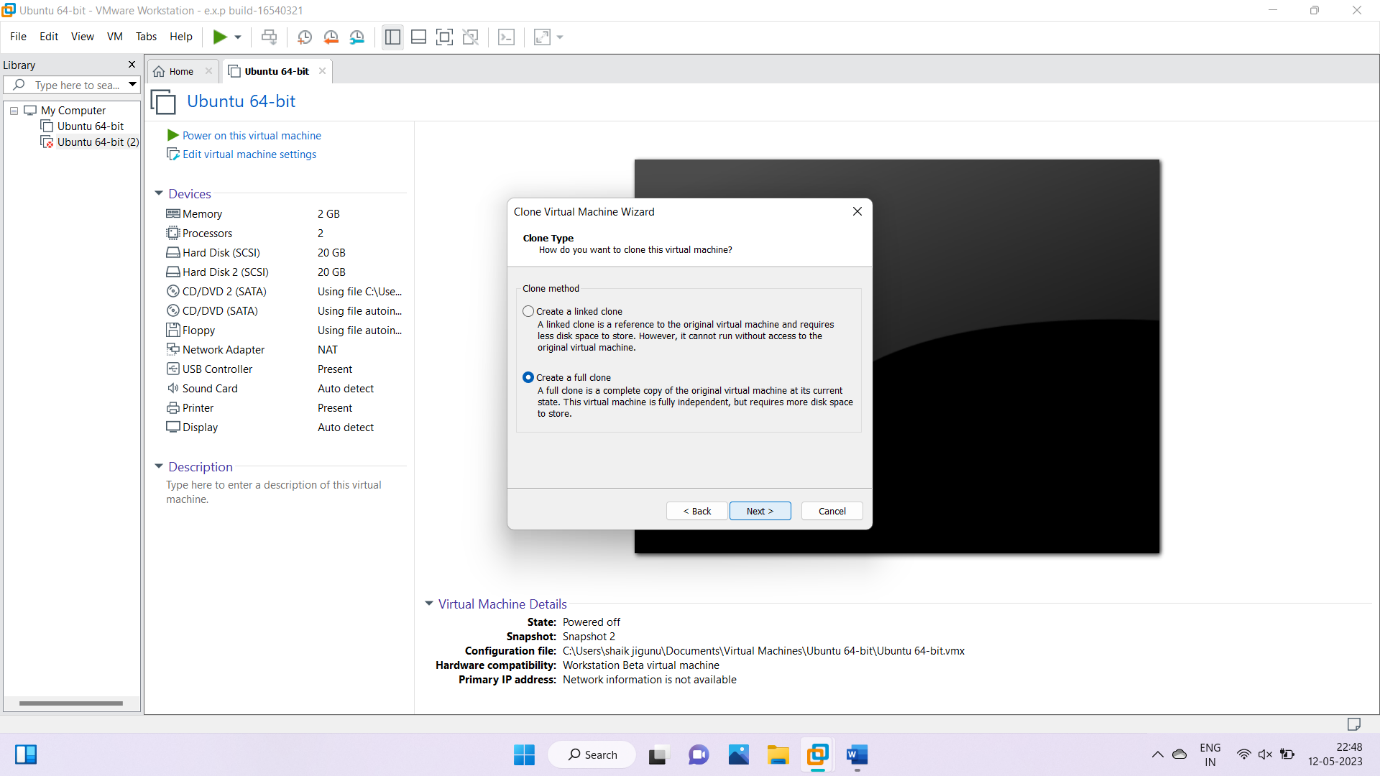 Ubuntu 64-bit - VMware Workstation - e.x.p build-16540321
File Edit View VM Tabs Help
Library
Type here to sea...
My Computer
Ubuntu 64-bit
Ubuntu 64-bit (2)
Home
Ubuntu 64-bit
Ubuntu 64-bit
Power on this virtual machine
Edit virtual machine settings
Devices
Memory 2 GB
Processors 2
Hard Disk (SCSI) 20 GB
Hard Disk 2 (SCSI) 20 GB
CD/DVD 2 (SATA) Using file C:\Use...
CD/DVD (SATA) Using file autoin...
Floppy Using file autoin...
Network Adapter NAT
USB Controller Present
Sound Card Auto detect
Printer Present
Display Auto detect
Description
Type here to enter a description of this virtual
machine.
Clone Virtual Machine Wizard
Clone Type
How do you want to clone this virtual machine?
Clone method
Create a linked clone
A linked clone is a reference to the original virtual machine and requires
less disk space to store. However, it cannot run without access to the
original virtual machine.
Create a full clone
A full clone is a complete copy of the original virtual machine at its current
state. This virtual machine is fully independent, but requires more disk space
to store.
< Back Next > Cancel
Virtual Machine Details
State: Powered off
Snapshot: Snapshot 2
Configuration file: C:\Users\shaik jigunu\Documents\Virtual Machines\Ubuntu 64-bit\Ubuntu 64-bit.vmx
Hardware compatibility: Workstation Beta virtual machine
Primary IP address: Network information is not available
Search
ENG
IN
22:48
12-05-2023